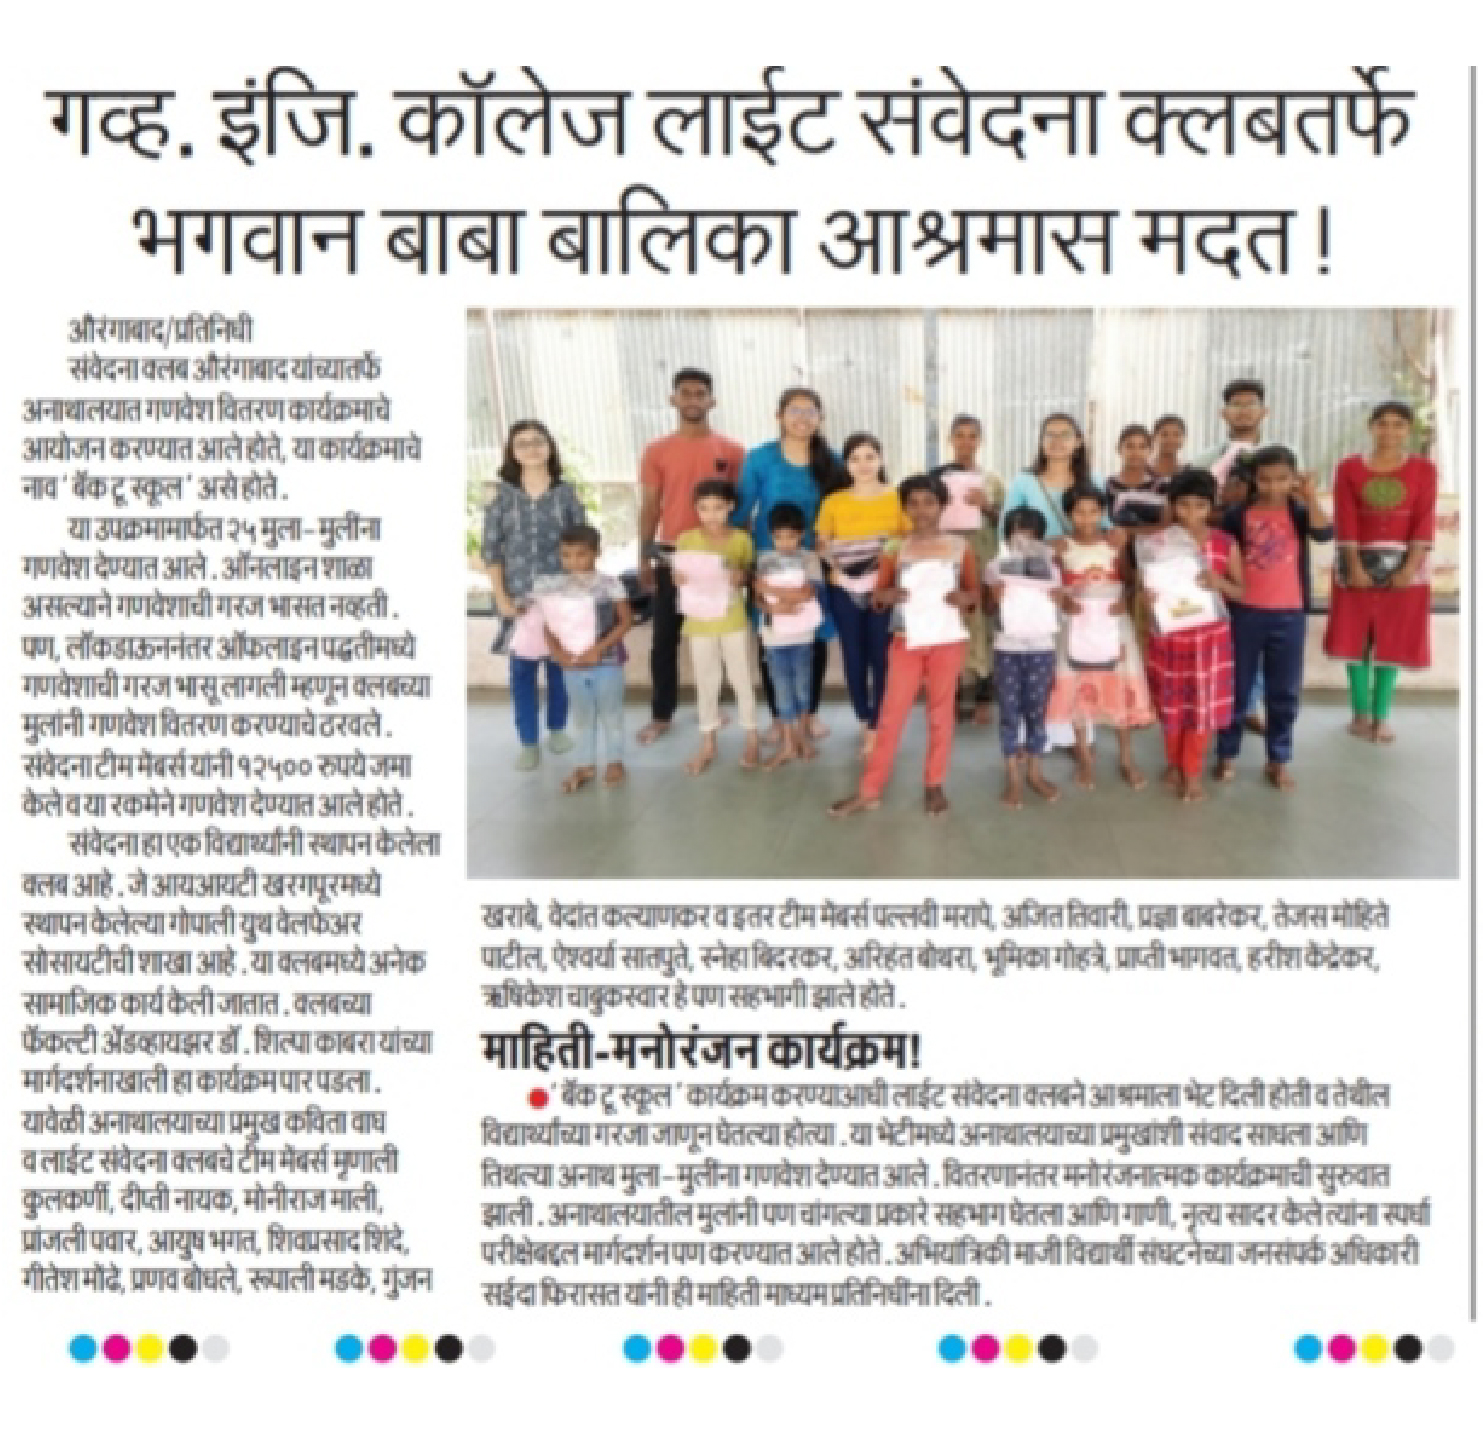 गव्ह. इंजि. कॉलेज लाईट संवेदना क्लबतर्फे
भगवान बाबा बालिका आश्रमास मदत !
औरंगाबाद/प्रतिनिधी
संवेदना क्लब औरंगाबाद यांच्यातर्फे
अनाथालयात गणवेश वितरण कार्यक्रमाचे
आयोजन करण्यात आले होते, या कार्यक्रमाचे
नाव ' बॅक टू स्कूल ' असे होते .
या उपक्रमामार्फत २५ मुला- मुलींना
गणवेश देण्यात आले . ऑनलाइन शाळा
असल्याने गणवेशाची गरज भासत नव्हती .
पण, लॉकडाऊननंतर ऑफलाइन पद्धतीमध्ये
गणवेशाची गरज भासू लागली म्हणून क्लबच्या
मुलांनी गणवेश वितरण करण्याचे ठरवले .
संवेदना टीम मेंबर्स यांनी १२५०० रुपये जमा
केले व या रकमेने गणवेश देण्यात आले होते .
संवेदना हा एक विद्यार्थ्यांनी स्थापन केलेला
क्लब आहे . जे आयआयटी खरगपूरमध्ये
स्थापन केलेल्या गोपाली युथ वेलफेअर
सोसायटीची शाखा आहे . या क्लबमध्ये अनेक
सामाजिक कार्य केली जातात . क्लबच्या
फॅकल्टी ॲडव्हायझर डॉ . शिल्पा काबरा यांच्या
मार्गदर्शनाखाली हा कार्यक्रम पार पडला .
यावेळी अनाथालयाच्या प्रमुख कविता वाघ
व लाईट संवेदना क्लबचे टीम मेंबर्स मृणाली
कुलकर्णी, दीप्ती नायक, मोनीराज माली,
प्रांजली पवार, आयुष भगत, शिवप्रसाद शिंदे,
गीतेश मोढे, प्रणव बोधले, रूपाली मडके, गुंजन
खराबे, वेदांत कल्याणकर व इतर टीम मेंबर्स पल्लवी मरापे, अजित तिवारी, प्रज्ञा बाबरेकर, तेजस मोहिते
पाटील, ऐश्वर्या सातपुते, स्नेहा बिदरकर, अरिहंत बोथरा, भूमिका गोहत्रे, प्राप्ती भागवत, हरीश केंद्रेकर,
ऋषिकेश चाबुकस्वार हे पण सहभागी झाले होते .
माहिती-मनोरंजन कार्यक्रम!
' बॅक टू स्कूल ' कार्यक्रम करण्याआधी लाईट संवेदना क्लबने आश्रमाला भेट दिली होती व तेथील
विद्यार्थ्यांच्या गरजा जाणून घेतल्या होत्या . या भेटीमध्ये अनाथालयाच्या प्रमुखांशी संवाद साधला आणि
तिथल्या अनाथ मुला-मुलींना गणवेश देण्यात आले . वितरणानंतर मनोरंजनात्मक कार्यक्रमाची सुरुवात
झाली . अनाथालयातील मुलांनी पण चांगल्या प्रकारे सहभाग घेतला आणि गाणी, नृत्य सादर केले त्यांना स्पर्धा
परीक्षेबद्दल मार्गदर्शन पण करण्यात आले होते . अभियांत्रिकी माजी विद्यार्थी संघटनेच्या जनसंपर्क अधिकारी
सईदा फिरासत यांनी ही माहिती माध्यम प्रतिनिधींना दिली .